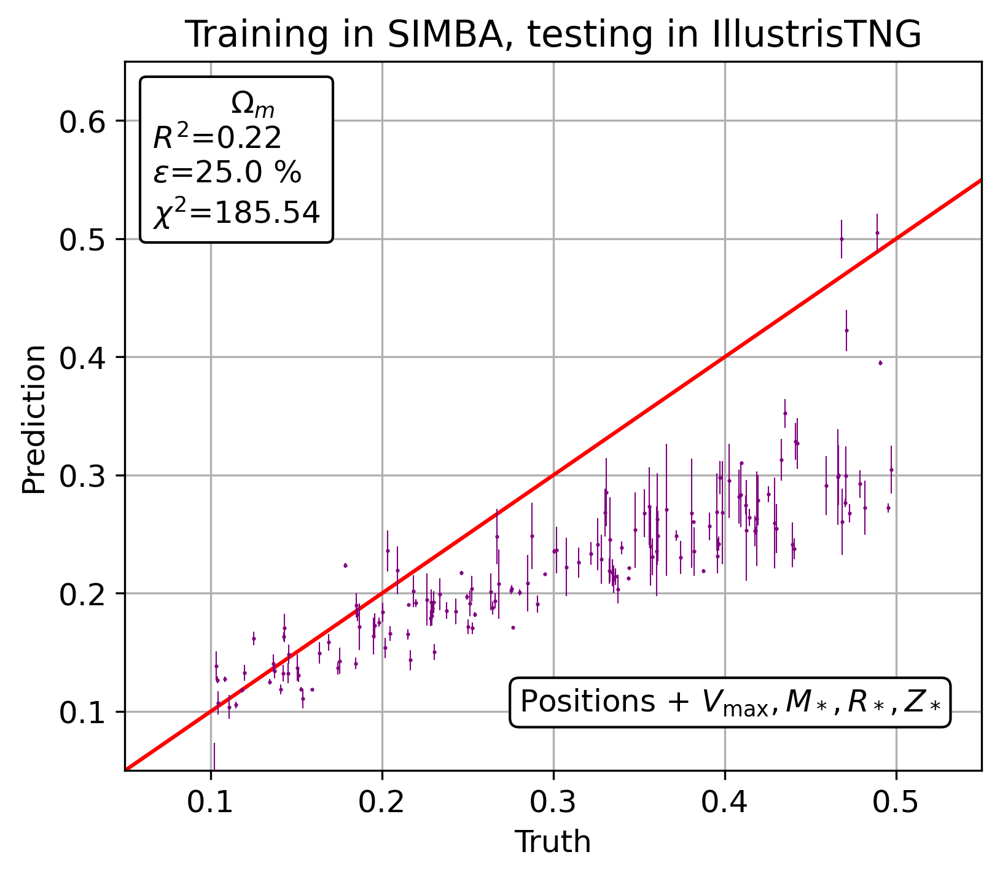 Training in SIMBA, testing in IllustrisTNG
Ωₘ
R²=0.22
ϵ=25.0 %
χ²=185.54
Prediction
0.6
0.5
0.4
0.3
0.2
0.1
Positions + V_max, M_*, R_*, Z_*
0.1 0.2 0.3 0.4 0.5
Truth